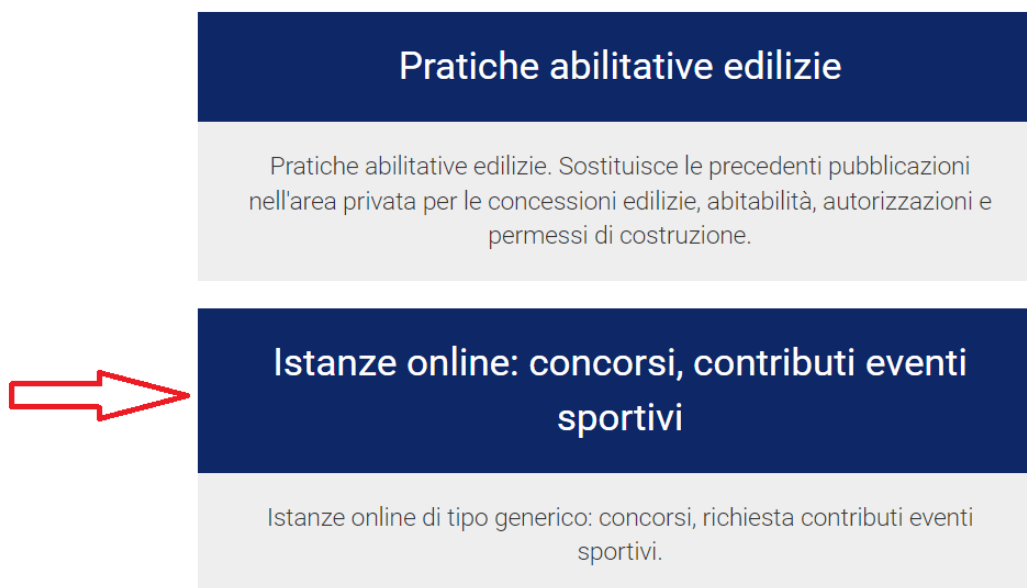 Pratiche abilitative edilizie
Pratiche abilitative edilizie. Sostituisce le precedenti pubblicazioni
nell'area privata per le concessioni edilizie, abitabilità, autorizzazioni e
permessi di costruzione.
Istanze online: concorsi, contributi eventi
sportivi
Istanze online di tipo generico: concorsi, richiesta contributi eventi
sportivi.